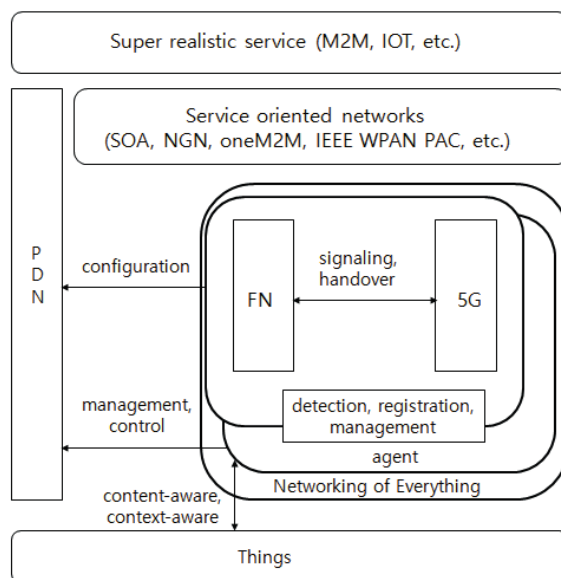 Super realistic service (M2M, IOT, etc.)
Service oriented networks
(SOA, NGN, oneM2M, IEEE WPAN PAC, etc.)
P
D
N
configuration
FN
signaling,
handover
5G
management,
control
detection, registration,
management
agent
Networking of Everything
content-aware,
context-aware
Things